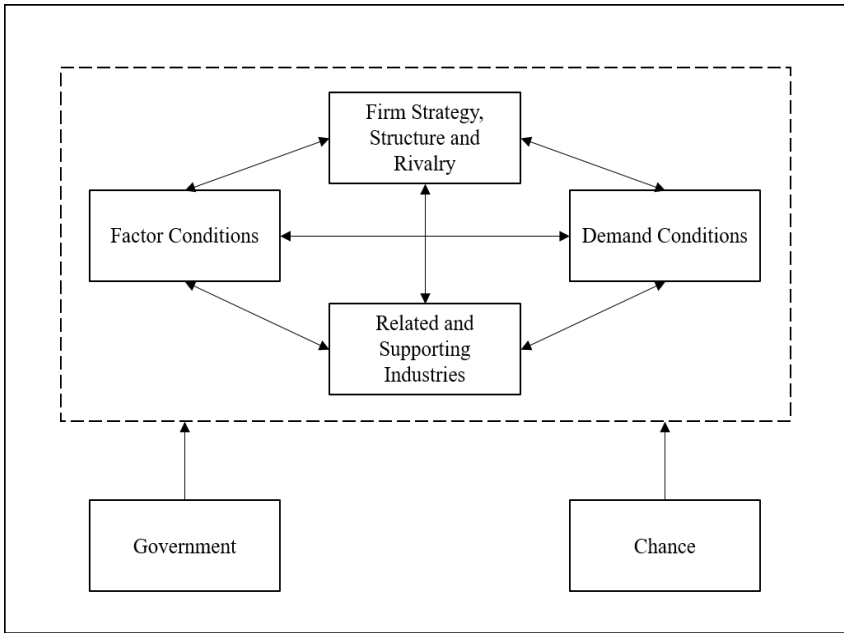 Firm Strategy,
Structure and
Rivalry
Factor Conditions
Demand Conditions
Related and
Supporting
Industries
Government
Chance